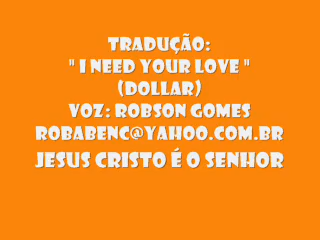 TRADUÇÃO:
" I NEED YOUR LOVE "
(DOLLAR)
VOZ: ROBSON GOMES
ROBABENC@YAHOO.COM.BR
JESUS CRISTO É O SENHOR